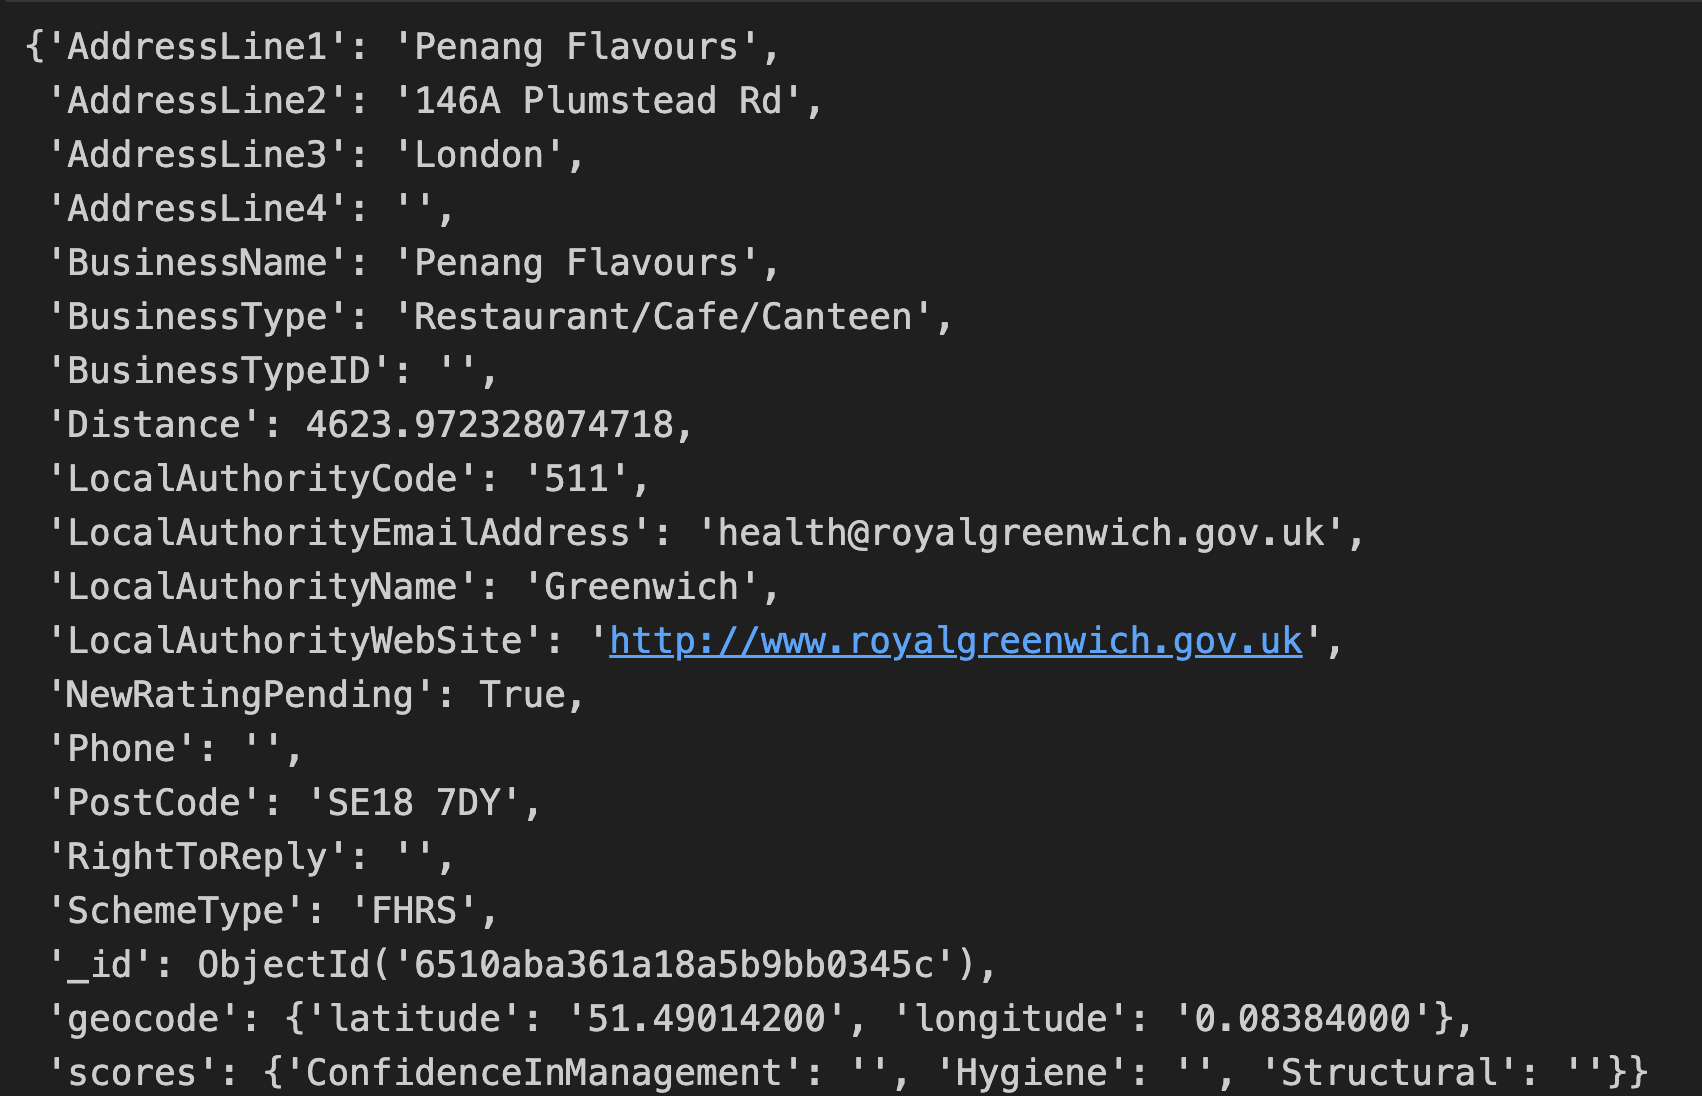 {'AddressLine1': 'Penang Flavours',
 'AddressLine2': '146A Plumstead Rd',
 'AddressLine3': 'London',
 'AddressLine4': '',
 'BusinessName': 'Penang Flavours',
 'BusinessType': 'Restaurant/Cafe/Canteen',
 'BusinessTypeID': '',
 'Distance': 4623.972328074718,
 'LocalAuthorityCode': '511',
 'LocalAuthorityEmailAddress': 'health@royalgreenwich.gov.uk',
 'LocalAuthorityName': 'Greenwich',
 'LocalAuthorityWebSite': 'http://www.royalgreenwich.gov.uk',
 'NewRatingPending': True,
 'Phone': '',
 'PostCode': 'SE18 7DY',
 'RightToReply': '',
 'SchemeType': 'FHRS',
 '_id': ObjectId('6510aba361a18a5b9bb0345c'),
 'geocode': {'latitude': '51.49014200', 'longitude': '0.08384000'},
 'scores': {'ConfidenceInManagement': '', 'Hygiene': '', 'Structural': ''}}